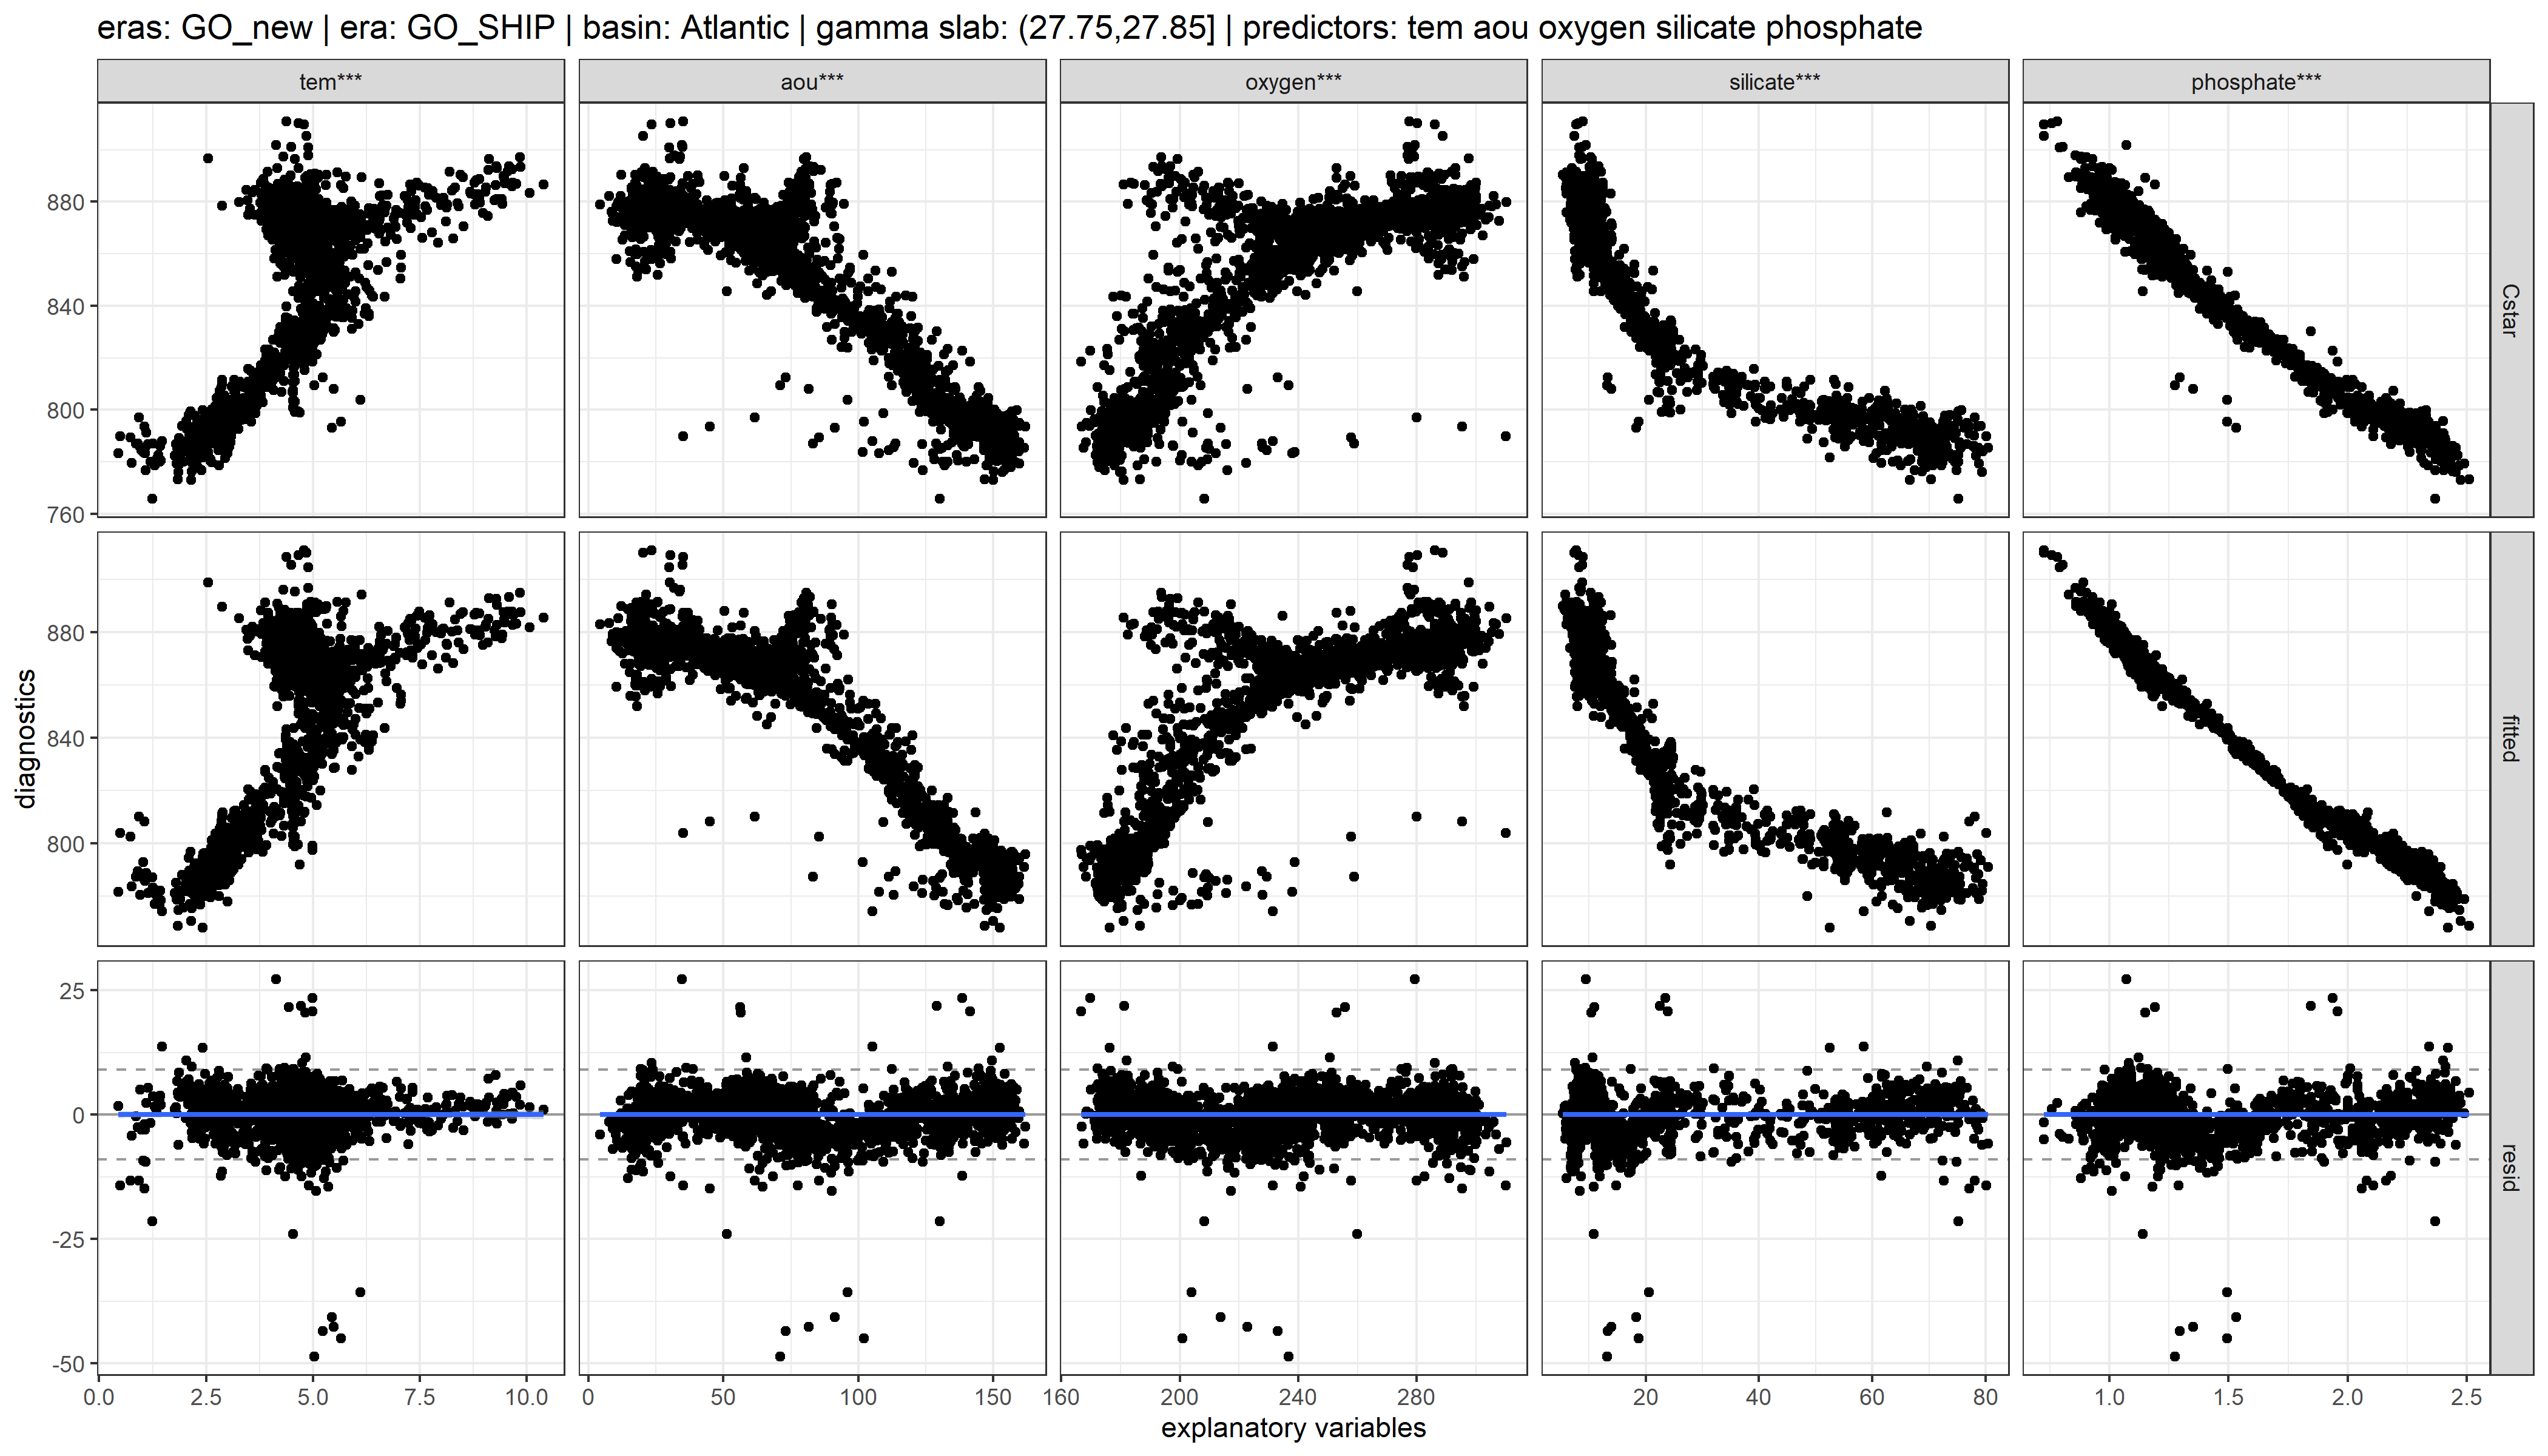 eras: GO_new | era: GO_SHIP | basin: Atlantic | gamma slab: (27.75,27.85] | predictors: tem aou oxygen silicate phosphate
tem*** aou*** oxygen*** silicate*** phosphate***
880
840
800
760
Cstar
880
840
800
fitted
diagnostics
25
0
-25
-50
resid
0.0 2.5 5.0 7.5 10.0 0 50 100 150 160 200 240 280 20 40 60 80 1.0 1.5 2.0 2.5
explanatory variables